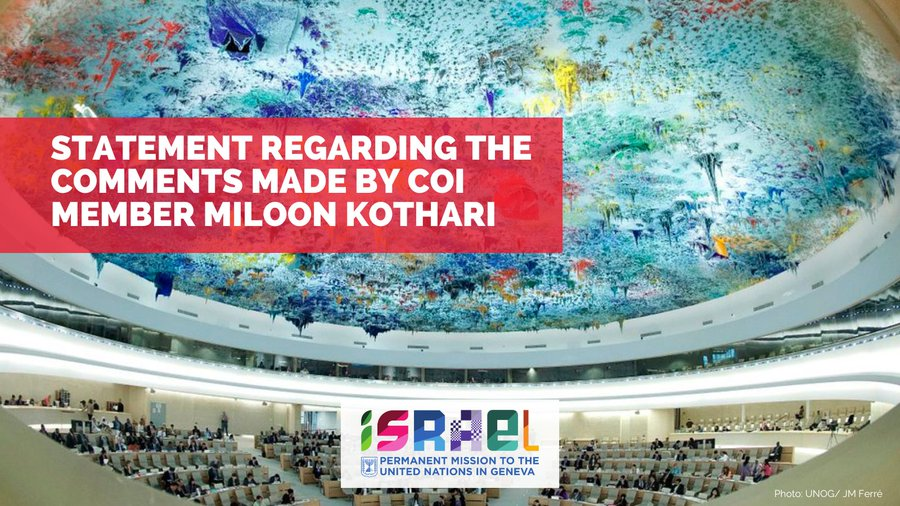 STATEMENT REGARDING THE
COMMENTS MADE BY COI
MEMBER MILOON KOTHARI
ISRAEL
PERMANENT MISSION TO THE
UNITED NATIONS IN GENEVA
Photo: UNOG/ JM Ferré